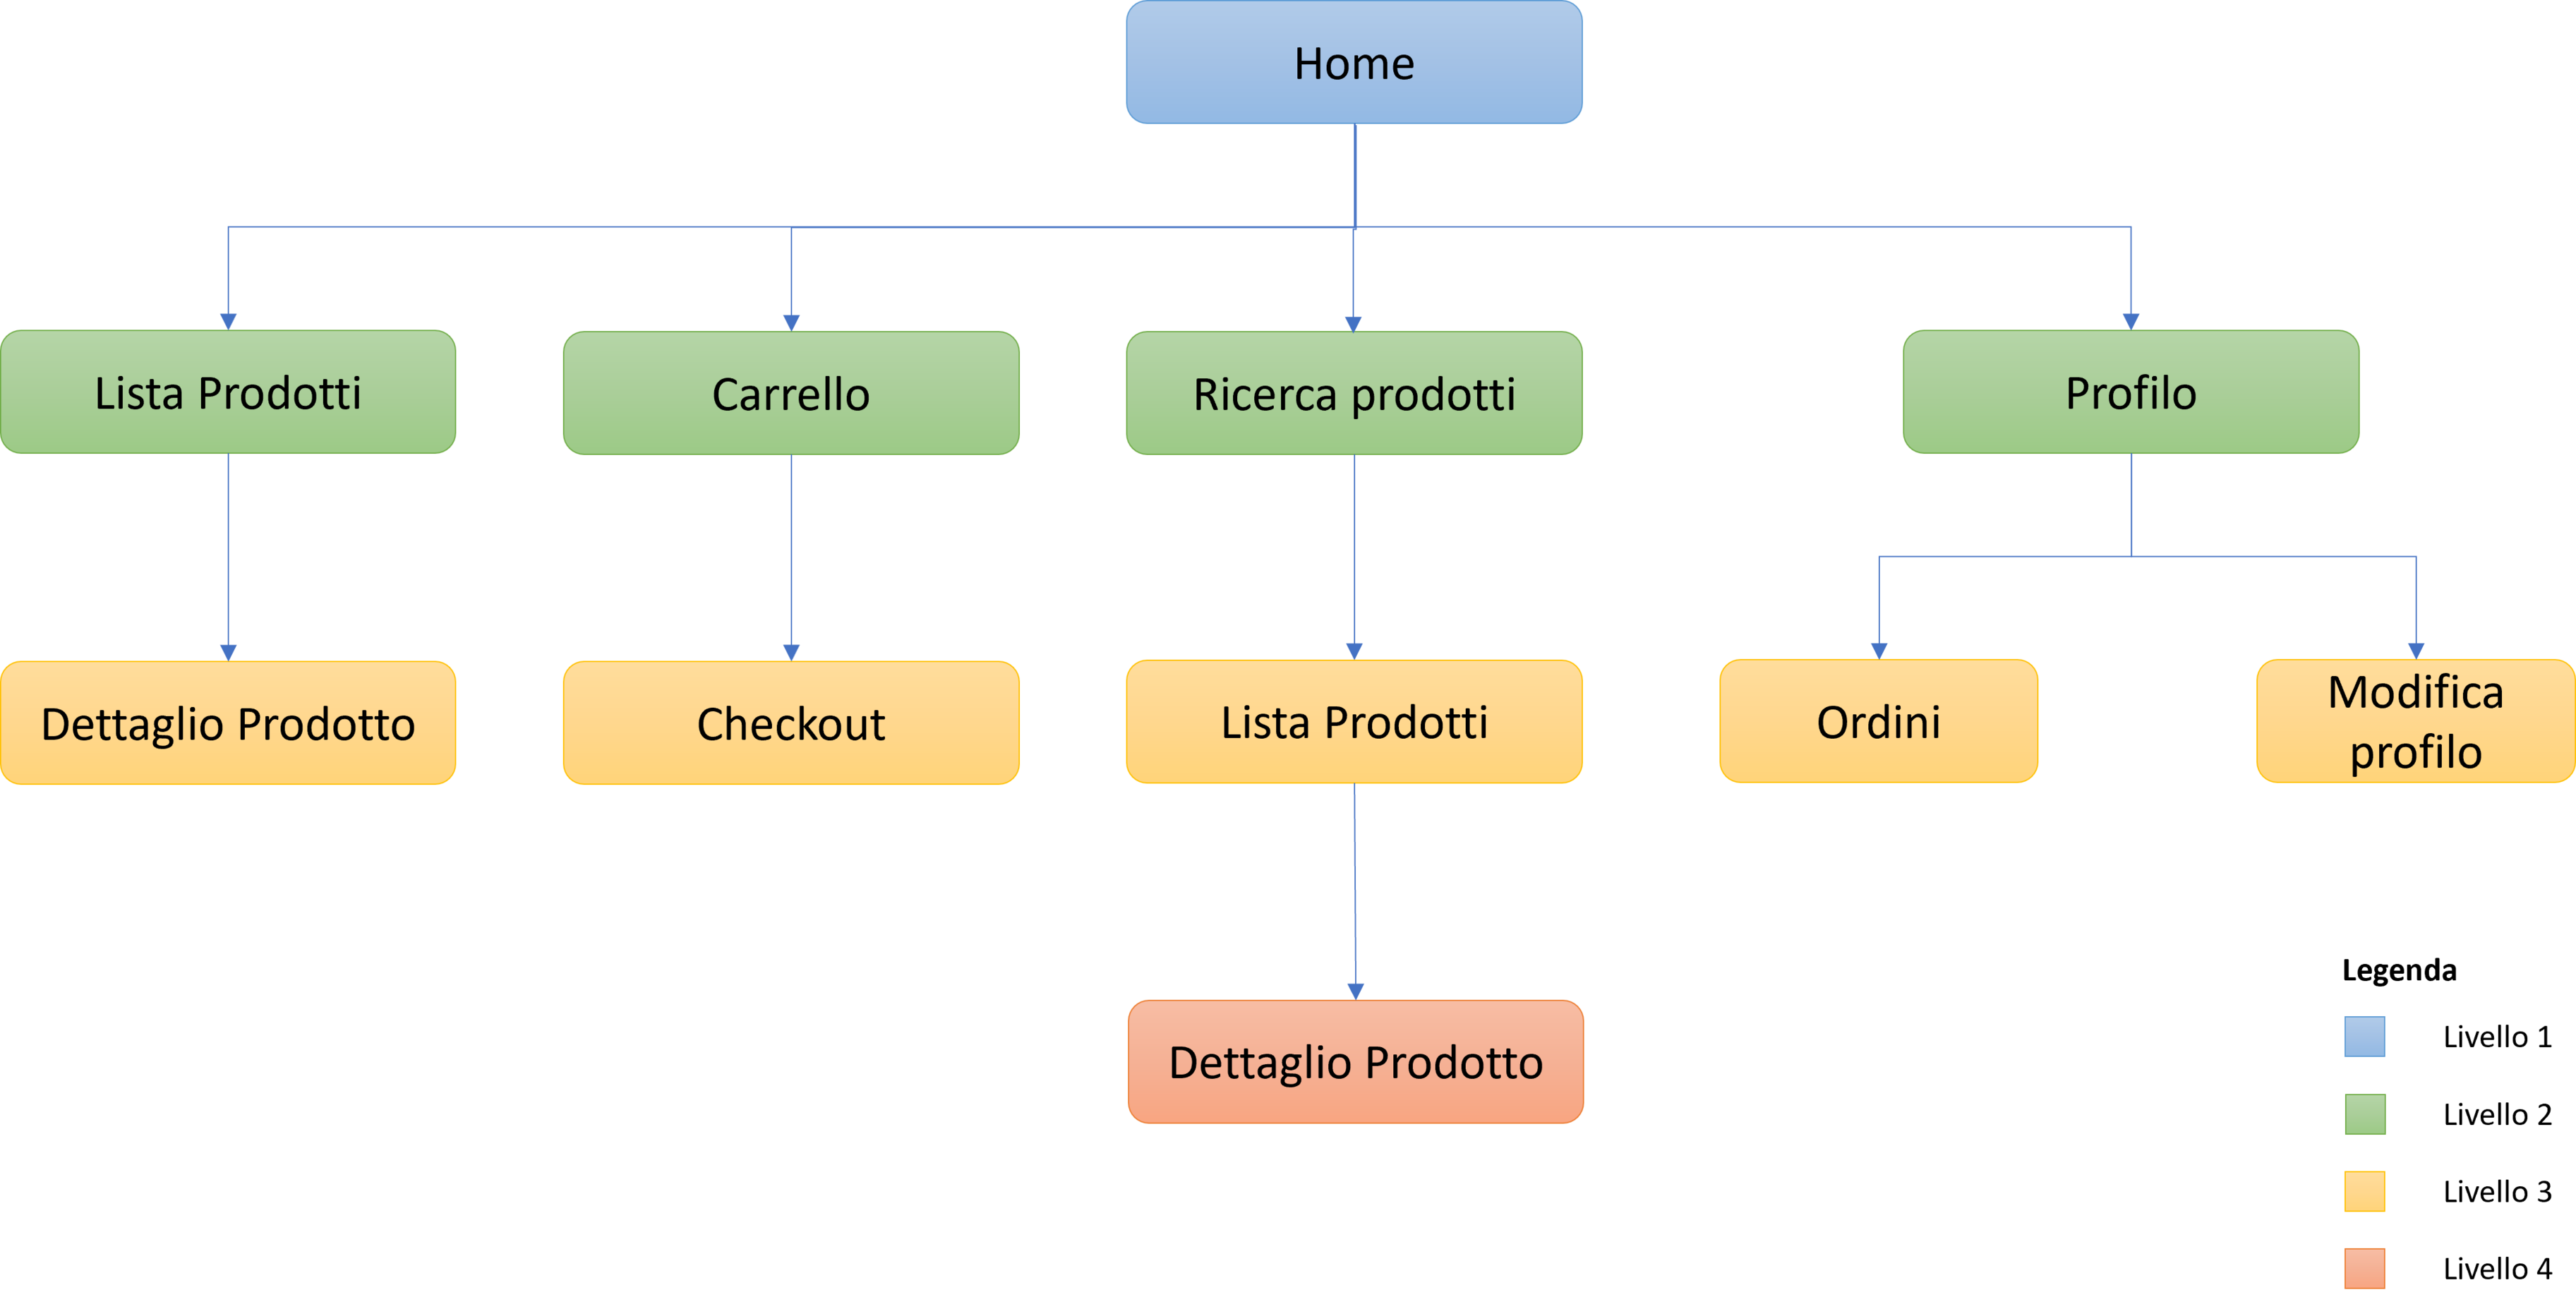 Home
Lista Prodotti
Carrello
Ricerca prodotti
Profilo
Dettaglio Prodotto
Checkout
Lista Prodotti
Ordini
Modifica
profilo
Dettaglio Prodotto
Legenda
Livello 1
Livello 2
Livello 3
Livello 4